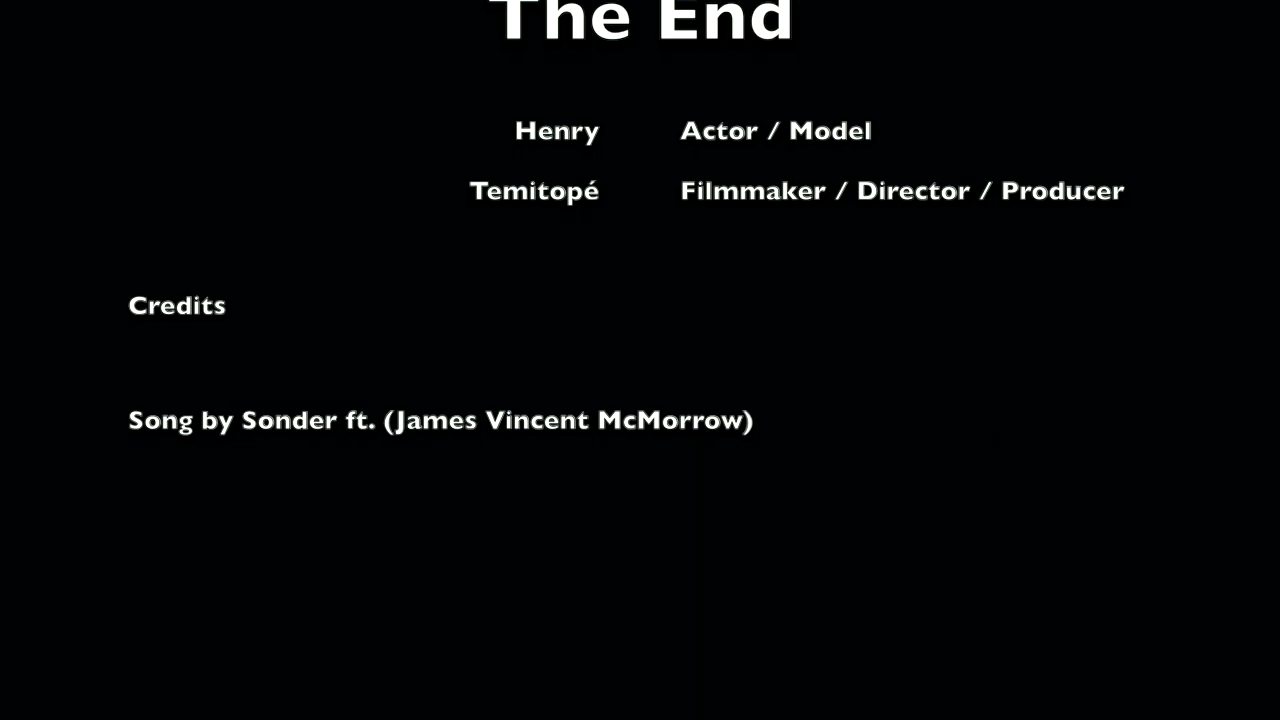 The End
Henry Actor / Model
Temitopé Filmmaker / Director / Producer
Credits
Song by Sonder ft. (James Vincent McMorrow)